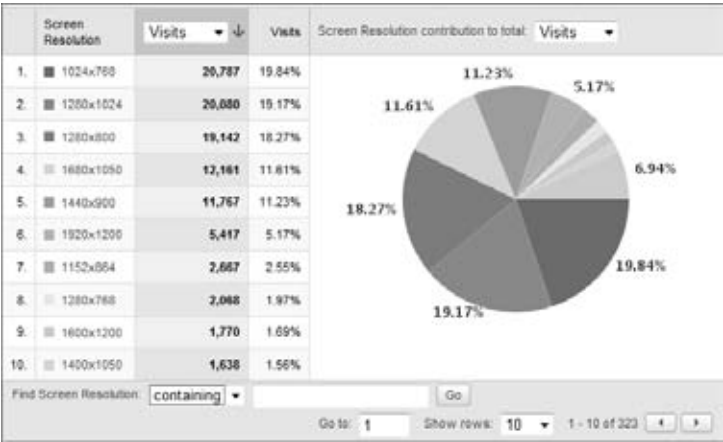 Screen Resolution Visits Visits Screen Resolution contribution to total: Visits
1. 1024x768 20,787 19.84%
2. 1280x1024 20,080 19.17%
3. 1280x800 19,142 18.27%
4. 1680x1050 12,161 11.61%
5. 1440x900 11,767 11.23%
6. 1920x1200 5,417 5.17%
7. 1152x864 2,667 2.55%
8. 1280x768 2,068 1.97%
9. 1600x1200 1,770 1.69%
10. 1400x1050 1,638 1.56%
11.23%
5.17%
11.61%
6.94%
18.27%
19.84%
19.17%
Find Screen Resolution: containing Go
Go to: 1 Show rows: 10 1 - 10 of 323